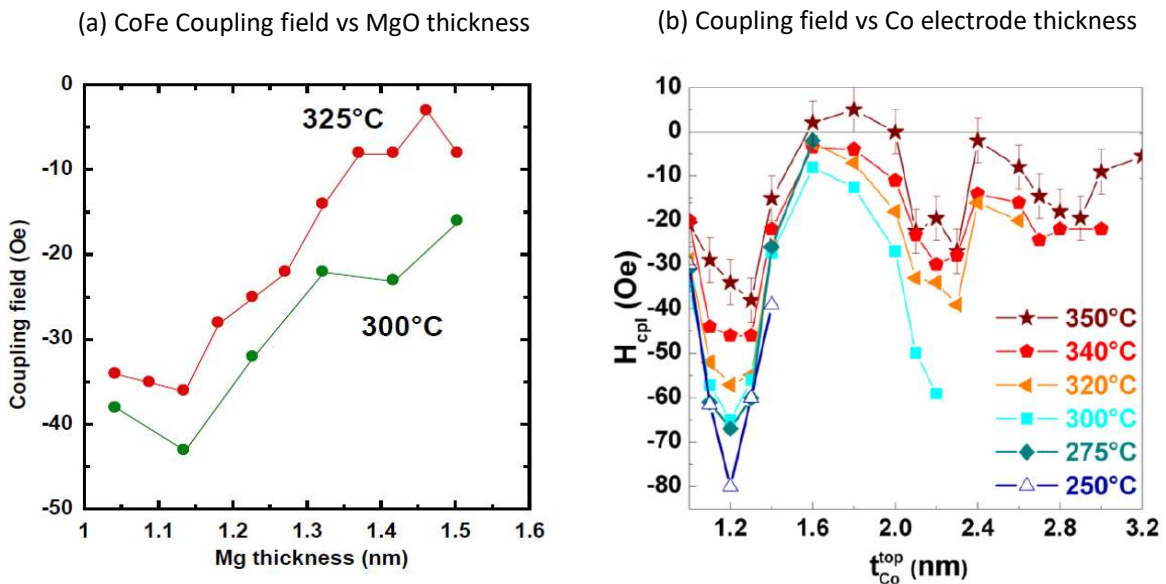 (a) CoFe Coupling field vs MgO thickness
0
-10
-20
-30
-40
-50
Coupling field (Oe)
325°C
300°C
1 1.1 1.2 1.3 1.4 1.5 1.6
Mg thickness (nm)
(b) Coupling field vs Co electrode thickness
10
0
-10
-20
-30
-40
-50
-60
-70
-80
H_cpl (Oe)
350°C
340°C
320°C
300°C
275°C
250°C
1.2 1.6 2.0 2.4 2.8 3.2
t_Co^top (nm)